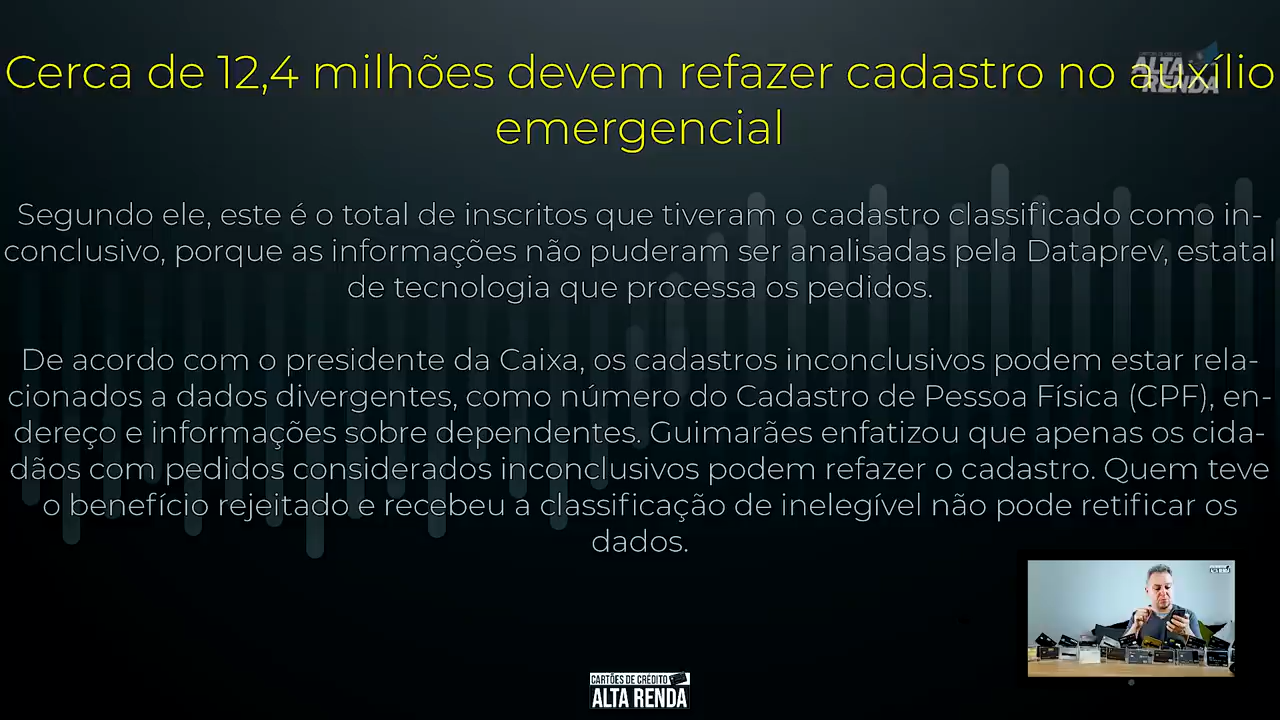 CARTÕES DE CRÉDITO
ALTA
RENDA
Cerca de 12,4 milhões devem refazer cadastro no auxílio
emergencial
Segundo ele, este é o total de inscritos que tiveram o cadastro classificado como in-
conclusivo, porque as informações não puderam ser analisadas pela Dataprev, estatal
de tecnologia que processa os pedidos.
De acordo com o presidente da Caixa, os cadastros inconclusivos podem estar rela-
cionados a dados divergentes, como número do Cadastro de Pessoa Física (CPF), en-
dereço e informações sobre dependentes. Guimarães enfatizou que apenas os cida-
dãos com pedidos considerados inconclusivos podem refazer o cadastro. Quem teve
o benefício rejeitado e recebeu a classificação de inelegível não pode retificar os
dados.
CARTÕES DE CRÉDITO
ALTA RENDA